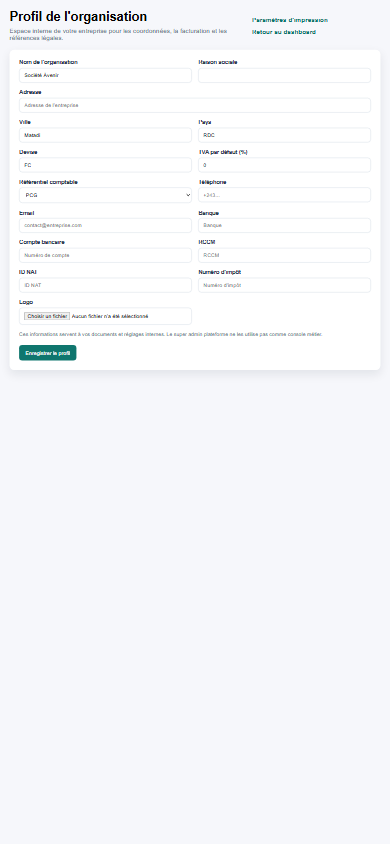 Profil de l'organisation
Espace interne de votre entreprise pour les coordonnées, la facturation et les
références légales.
Paramètres d'impression
Retour au dashboard
Nom de l'organisation
Raison sociale
Société Avenir
Adresse
Adresse de l'entreprise
Ville
Pays
Matadi
RDC
Devise
TVA par défaut (%)
FC
0
Référentiel comptable
Téléphone
PCG
+243...
Email
Banque
contact@entreprise.com
Banque
Compte bancaire
RCCM
Numéro de compte
RCCM
ID NAT
Numéro d'impôt
ID NAT
Numéro d'impôt
Logo
Choisir un fichier Aucun fichier n'a été sélectionné
Ces informations servent à vos documents et réglages internes. Le super admin plateforme ne les utilise pas comme console métier.
Enregistrer le profil